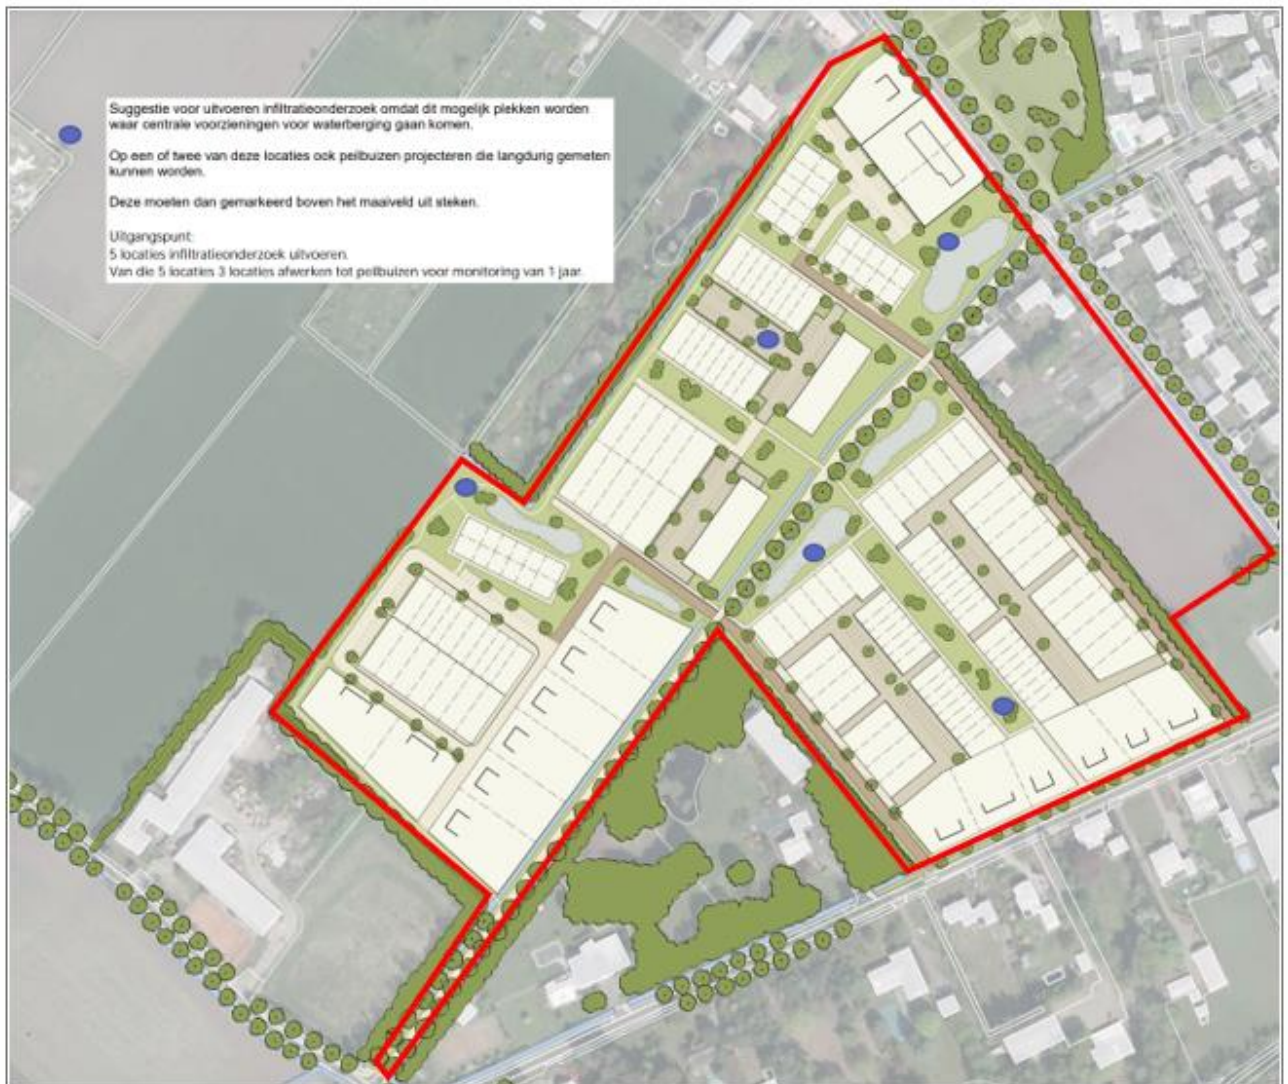 Suggestie voor uitvoeren infiltratieonderzoek omdat dit mogelijk plekken worden
waar centrale voorzieningen voor waterberging gaan komen.
Op een of twee van deze locaties ook peilbuizen projecteren die langdurig gemeten
kunnen worden.
Deze moeten dan gemarkeerd boven het maaiveld uit steken.
Uitgangspunt:
5 locaties infiltratieonderzoek uitvoeren.
Van die 5 locaties 3 locaties afwerken tot peilbuizen voor monitoring van 1 jaar.